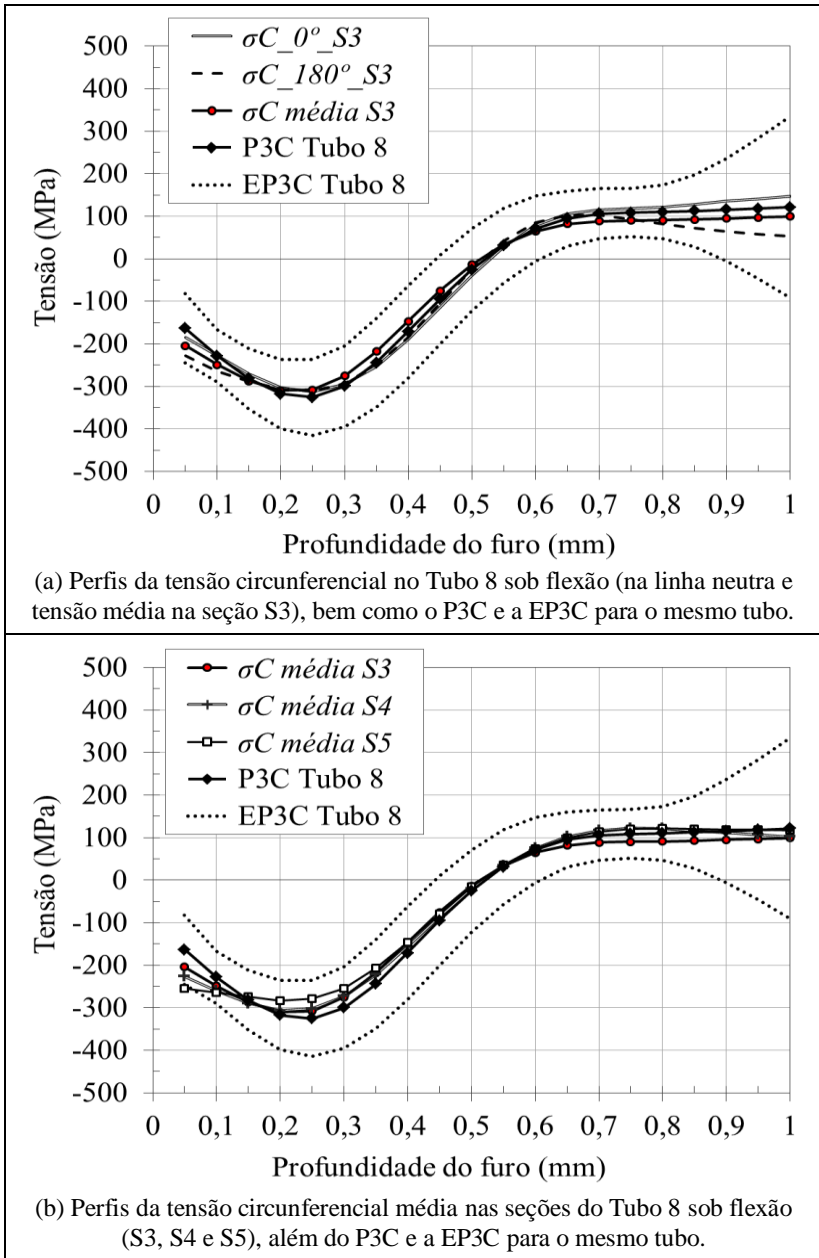 500
400
300
200
100
0
-100
-200
-300
-400
-500
Tensão (MPa)
σC_0º_S3
σC_180º_S3
σC média S3
P3C Tubo 8
EP3C Tubo 8
0 0,1 0,2 0,3 0,4 0,5 0,6 0,7 0,8 0,9 1
Profundidade do furo (mm)
(a) Perfis da tensão circunferencial no Tubo 8 sob flexão (na linha neutra e
tensão média na seção S3), bem como o P3C e a EP3C para o mesmo tubo.
500
400
300
200
100
0
-100
-200
-300
-400
-500
Tensão (MPa)
σC média S3
σC média S4
σC média S5
P3C Tubo 8
EP3C Tubo 8
0 0,1 0,2 0,3 0,4 0,5 0,6 0,7 0,8 0,9 1
Profundidade do furo (mm)
(b) Perfis da tensão circunferencial média nas seções do Tubo 8 sob flexão
(S3, S4 e S5), além do P3C e a EP3C para o mesmo tubo.